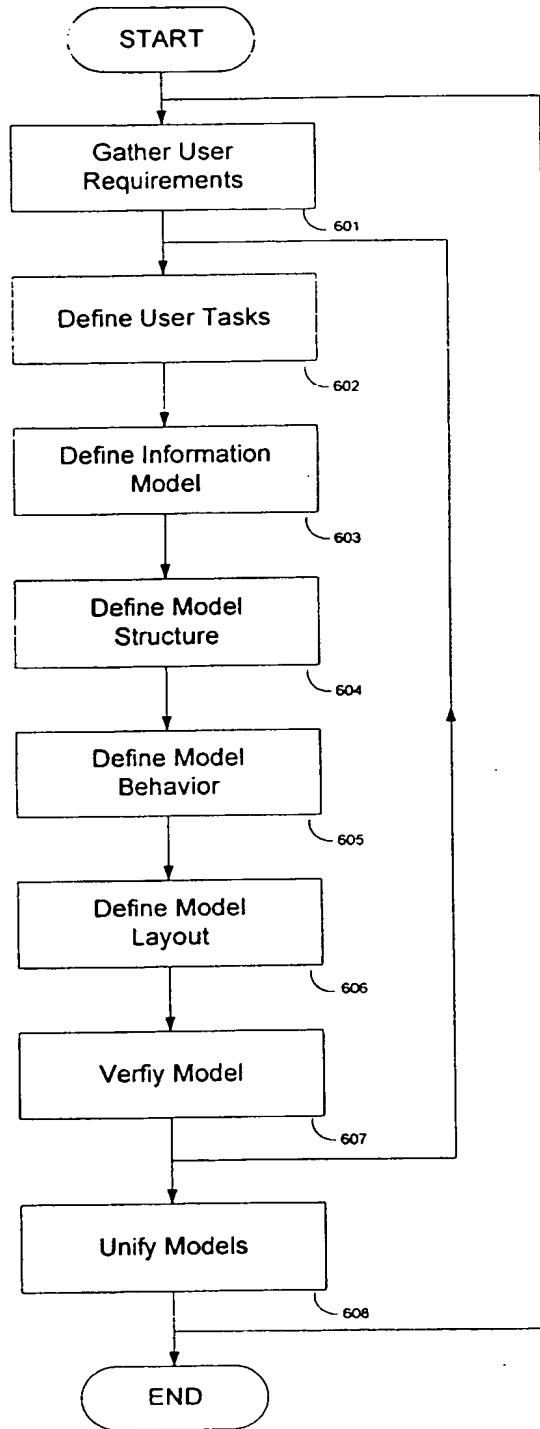 START
Gather User
Requirements
601
Define User Tasks
602
Define Information
Model
603
Define Model
Structure
604
Define Model
Behavior
605
Define Model
Layout
606
Verfiy Model
607
Unify Models
608
END